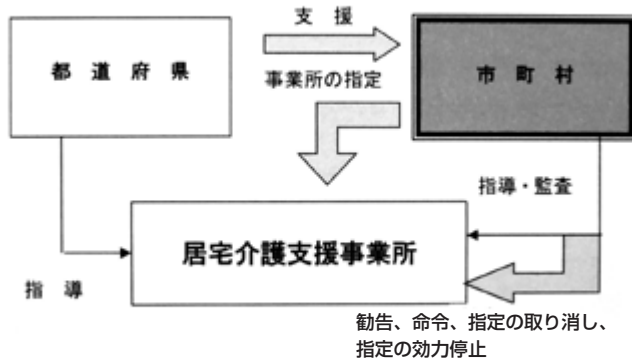 支 援
都 道 府 県
市 町 村
事業所の指定
指導・監査
居宅介護支援事業所
指 導
勧告、命令、指定の取り消し、
指定の効力停止